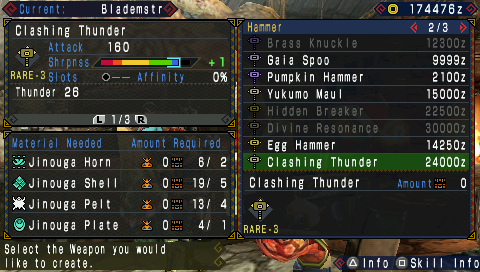 Current: Blademstr
174476z
Clashing Thunder
Attack 160
Shrpnss +1
RARE-3 Slots ---- Affinity 0%
Thunder 26
L 1/3 R
Material Needed Amount Required
Jinouga Horn 0 6/ 2
Jinouga Shell 0 19/ 5
Jinouga Pelt 0 13/ 4
Jinouga Plate 0 4/ 1
Select the Weapon you would
like to create.
Hammer
2/3
Brass Knuckle 12300z
Gaia Spoo 9999z
Pumpkin Hammer 2100z
Yukumo Maul 15000z
Hidden Breaker 22500z
Divine Resonance 30000z
Egg Hammer 14250z
Clashing Thunder 24000z
Clashing Thunder Amount 0
RARE-3
Info Skill Info